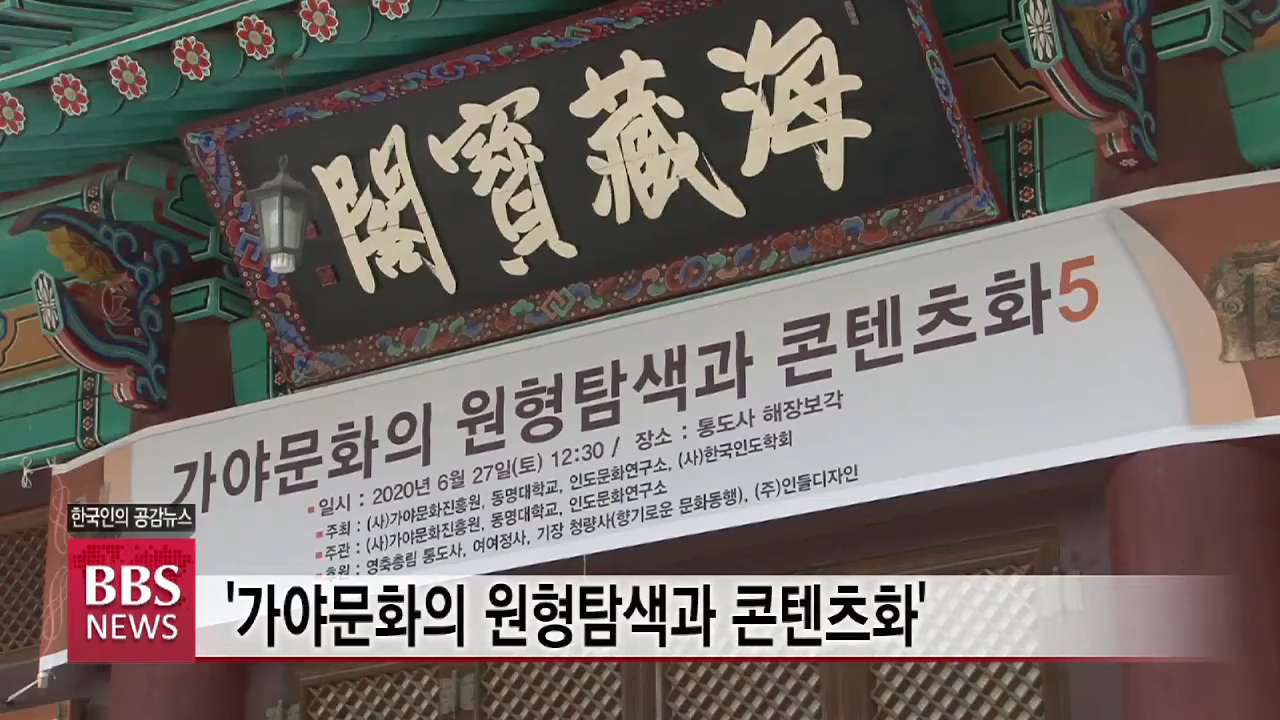 海藏寶閣
가야문화의 원형탐색과 콘텐츠화5
일시 : 2020년 6월 27일(토) 12:30 / 장소 : 통도사 해장보각
주최 : (사)가야문화진흥원, 동명대학교, 인도문화연구소, (사)한국인도학회
주관 : (사)가야문화진흥원, 동명대학교, 인도문화연구소
후원 : 영축총림 통도사, 여여정사, 기장 청량사(향기로운 문화동행), (주)인들디자인
한국인의 공감뉴스
BBS
NEWS
'가야문화의 원형탐색과 콘텐츠화'